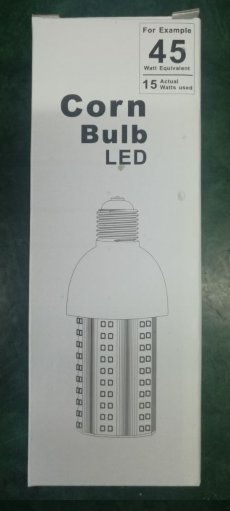 For Example
45
Watt Equivalent
15 Actual Watts used
Corn
Bulb
LED